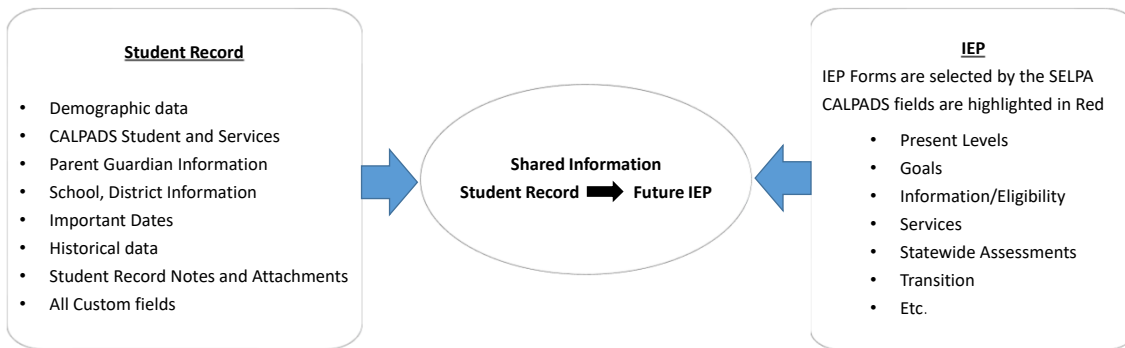 Student Record
• Demographic data
• CALPADS Student and Services
• Parent Guardian Information
• School, District Information
• Important Dates
• Historical data
• Student Record Notes and Attachments
• All Custom fields
Shared Information
Student Record Future IEP
IEP
IEP Forms are selected by the SELPA
CALPADS fields are highlighted in Red
• Present Levels
• Goals
• Information/Eligibility
• Services
• Statewide Assessments
• Transition
• Etc.